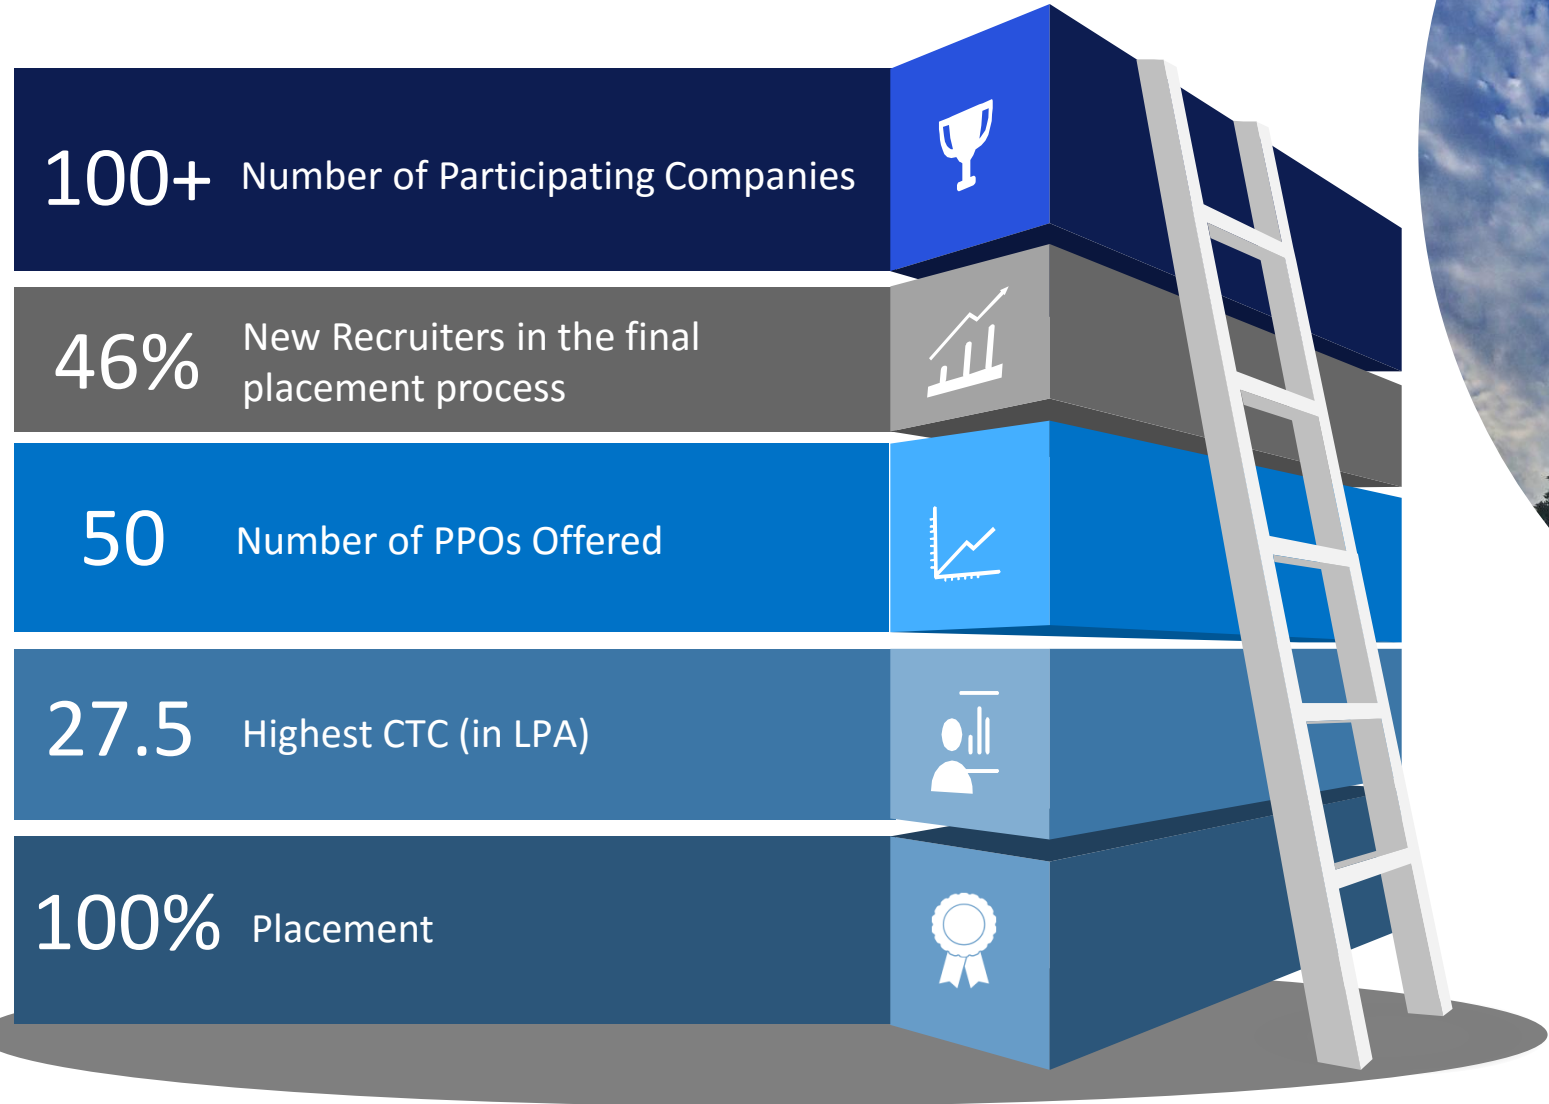 100+ Number of Participating Companies
46% New Recruiters in the final
placement process
50 Number of PPOs Offered
27.5 Highest CTC (in LPA)
100% Placement